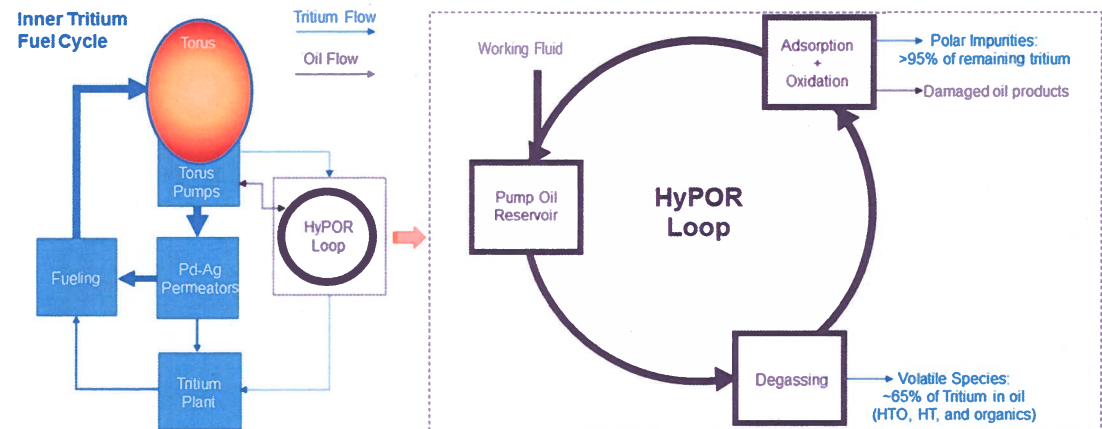 Inner Tritium
Fuel Cycle
Torus
Tritium Flow
Oil Flow
Torus
Pumps
HyPOR
Loop
Fueling
Pd-Ag
Permeators
Tritium
Plant
Working Fluid
Adsorption
+
Oxidation
Polar Impurities:
>95% of remaining tritium
Damaged oil products
Pump Oil
Reservoir
HyPOR
Loop
Degassing
Volatile Species:
~65% of Tritium in oil
(HTO, HT, and organics)